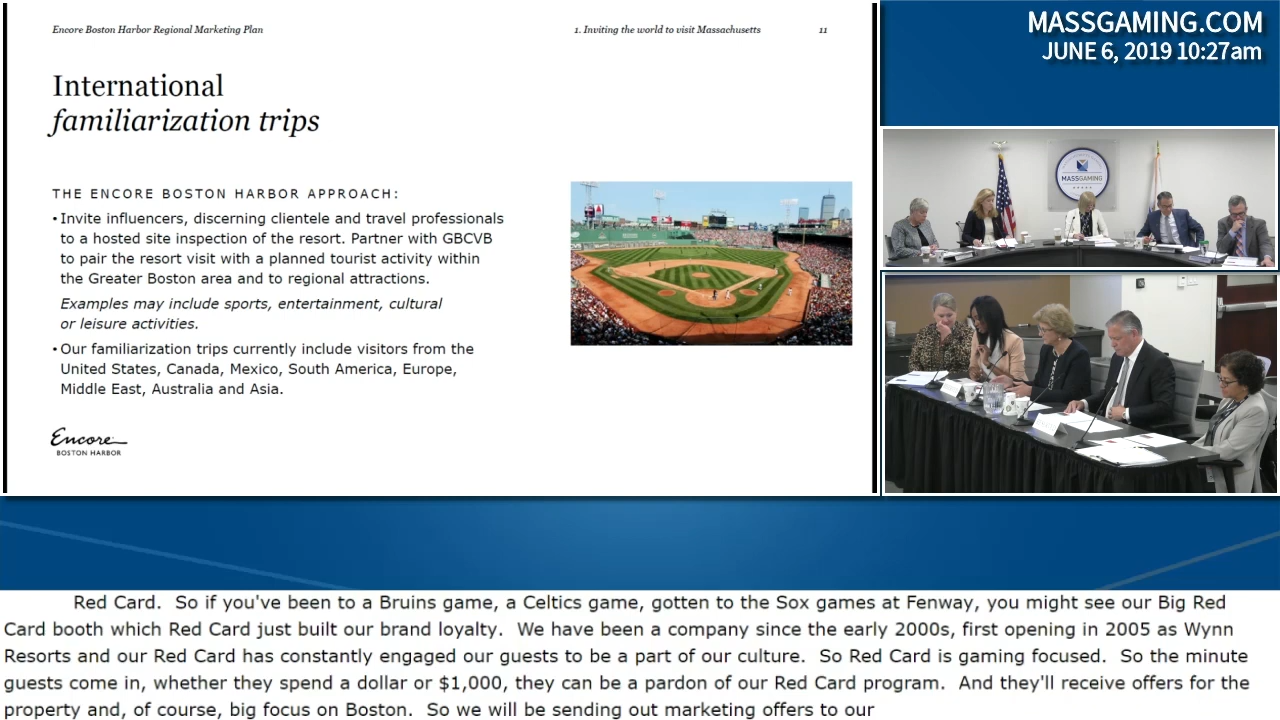 Encore Boston Harbor Regional Marketing Plan
1. Inviting the world to visit Massachusetts
11
International
familiarization trips
THE ENCORE BOSTON HARBOR APPROACH:
• Invite influencers, discerning clientele and travel professionals
to a hosted site inspection of the resort. Partner with GBCVB
to pair the resort visit with a planned tourist activity within
the Greater Boston area and to regional attractions.
Examples may include sports, entertainment, cultural
or leisure activities.
• Our familiarization trips currently include visitors from the
United States, Canada, Mexico, South America, Europe,
Middle East, Australia and Asia.
Encore
BOSTON HARBOR
MASSGAMING.COM
JUNE 6, 2019 10:27am
MASSGAMING
Red Card.  So if you've been to a Bruins game, a Celtics game, gotten to the Sox games at Fenway, you might see our Big Red
Card booth which Red Card just built our brand loyalty.  We have been a company since the early 2000s, first opening in 2005 as Wynn
Resorts and our Red Card has constantly engaged our guests to be a part of our culture.  So Red Card is gaming focused.  So the minute
guests come in, whether they spend a dollar or $1,000, they can be a pardon of our Red Card program.  And they'll receive offers for the
property and, of course, big focus on Boston.  So we will be sending out marketing offers to our